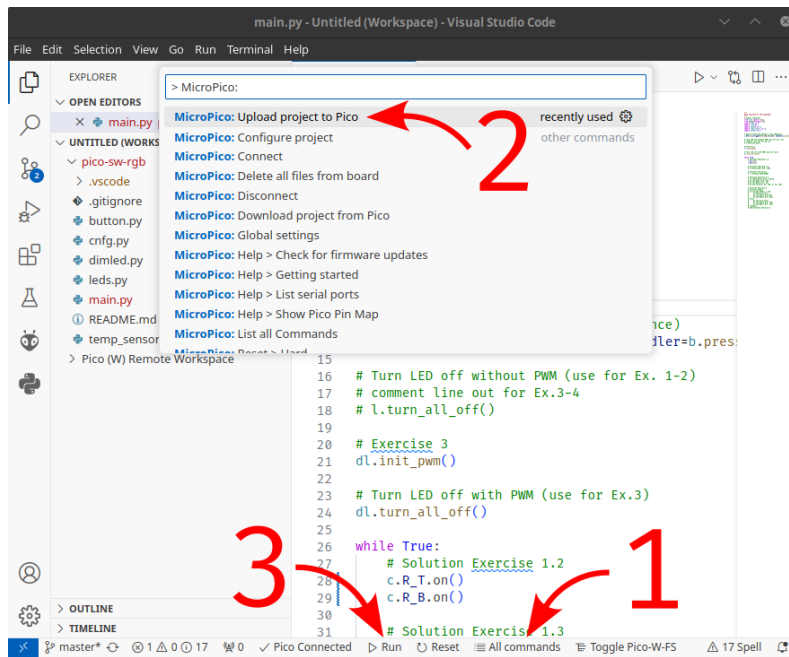 main.py - Untitled (Workspace) - Visual Studio Code
File Edit Selection View Go Run Terminal Help
EXPLORER
> MicroPico:
OPEN EDITORS
main.py
MicroPico: Upload project to Pico recently used
2
UNTITLED (WORKS
MicroPico: Configure project other commands
pico-sw-rgb
MicroPico: Connect
.vscode
MicroPico: Delete all files from board
.gitignore
MicroPico: Disconnect
button.py
MicroPico: Download project from Pico
cnfg.py
MicroPico: Global settings
dimled.py
MicroPico: Help > Check for firmware updates
leds.py
MicroPico: Help > Getting started
main.py
MicroPico: Help > List serial ports
README.md
MicroPico: Help > Show Pico Pin Map
temp_sensor
MicroPico: List all Commands
MicroPico: Reset > Hard
Pico (W) Remote Workspace
nce)
dler=b.press
15
16 # Turn LED off without PWM (use for Ex. 1-2)
17 # comment line out for Ex.3-4
18 # l.turn_all_off()
19
20 # Exercise 3
21 dl.init_pwm()
22
23 # Turn LED off with PWM (use for Ex.3)
24 dl.turn_all_off()
25
26 while True:
27 # Solution Exercise 1.2
28 c.R_T.on()
29 c.R_B.on()
30
31 # Solution Exercise 1.3
3
1
2
OUTLINE
TIMELINE
master* 1 0 17 0 Pico Connected Run Reset All commands Toggle Pico-W-FS 17 Spell